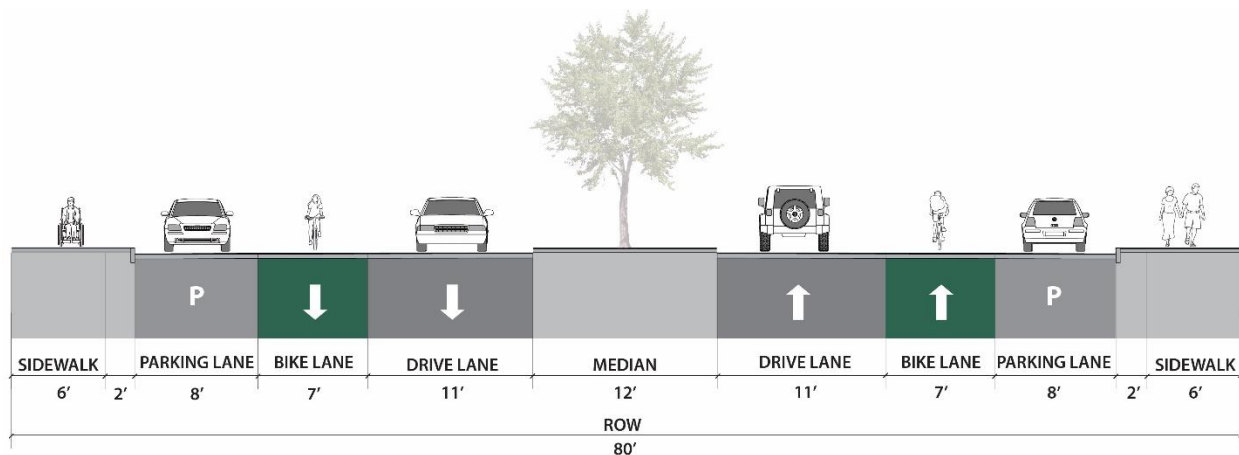 P
P
SIDEWALK PARKING LANE BIKE LANE DRIVE LANE MEDIAN DRIVE LANE BIKE LANE PARKING LANE SIDEWALK
6’ 2’ 8’ 7’ 11’ 12’ 11’ 7’ 8’ 2’ 6’
ROW
80’